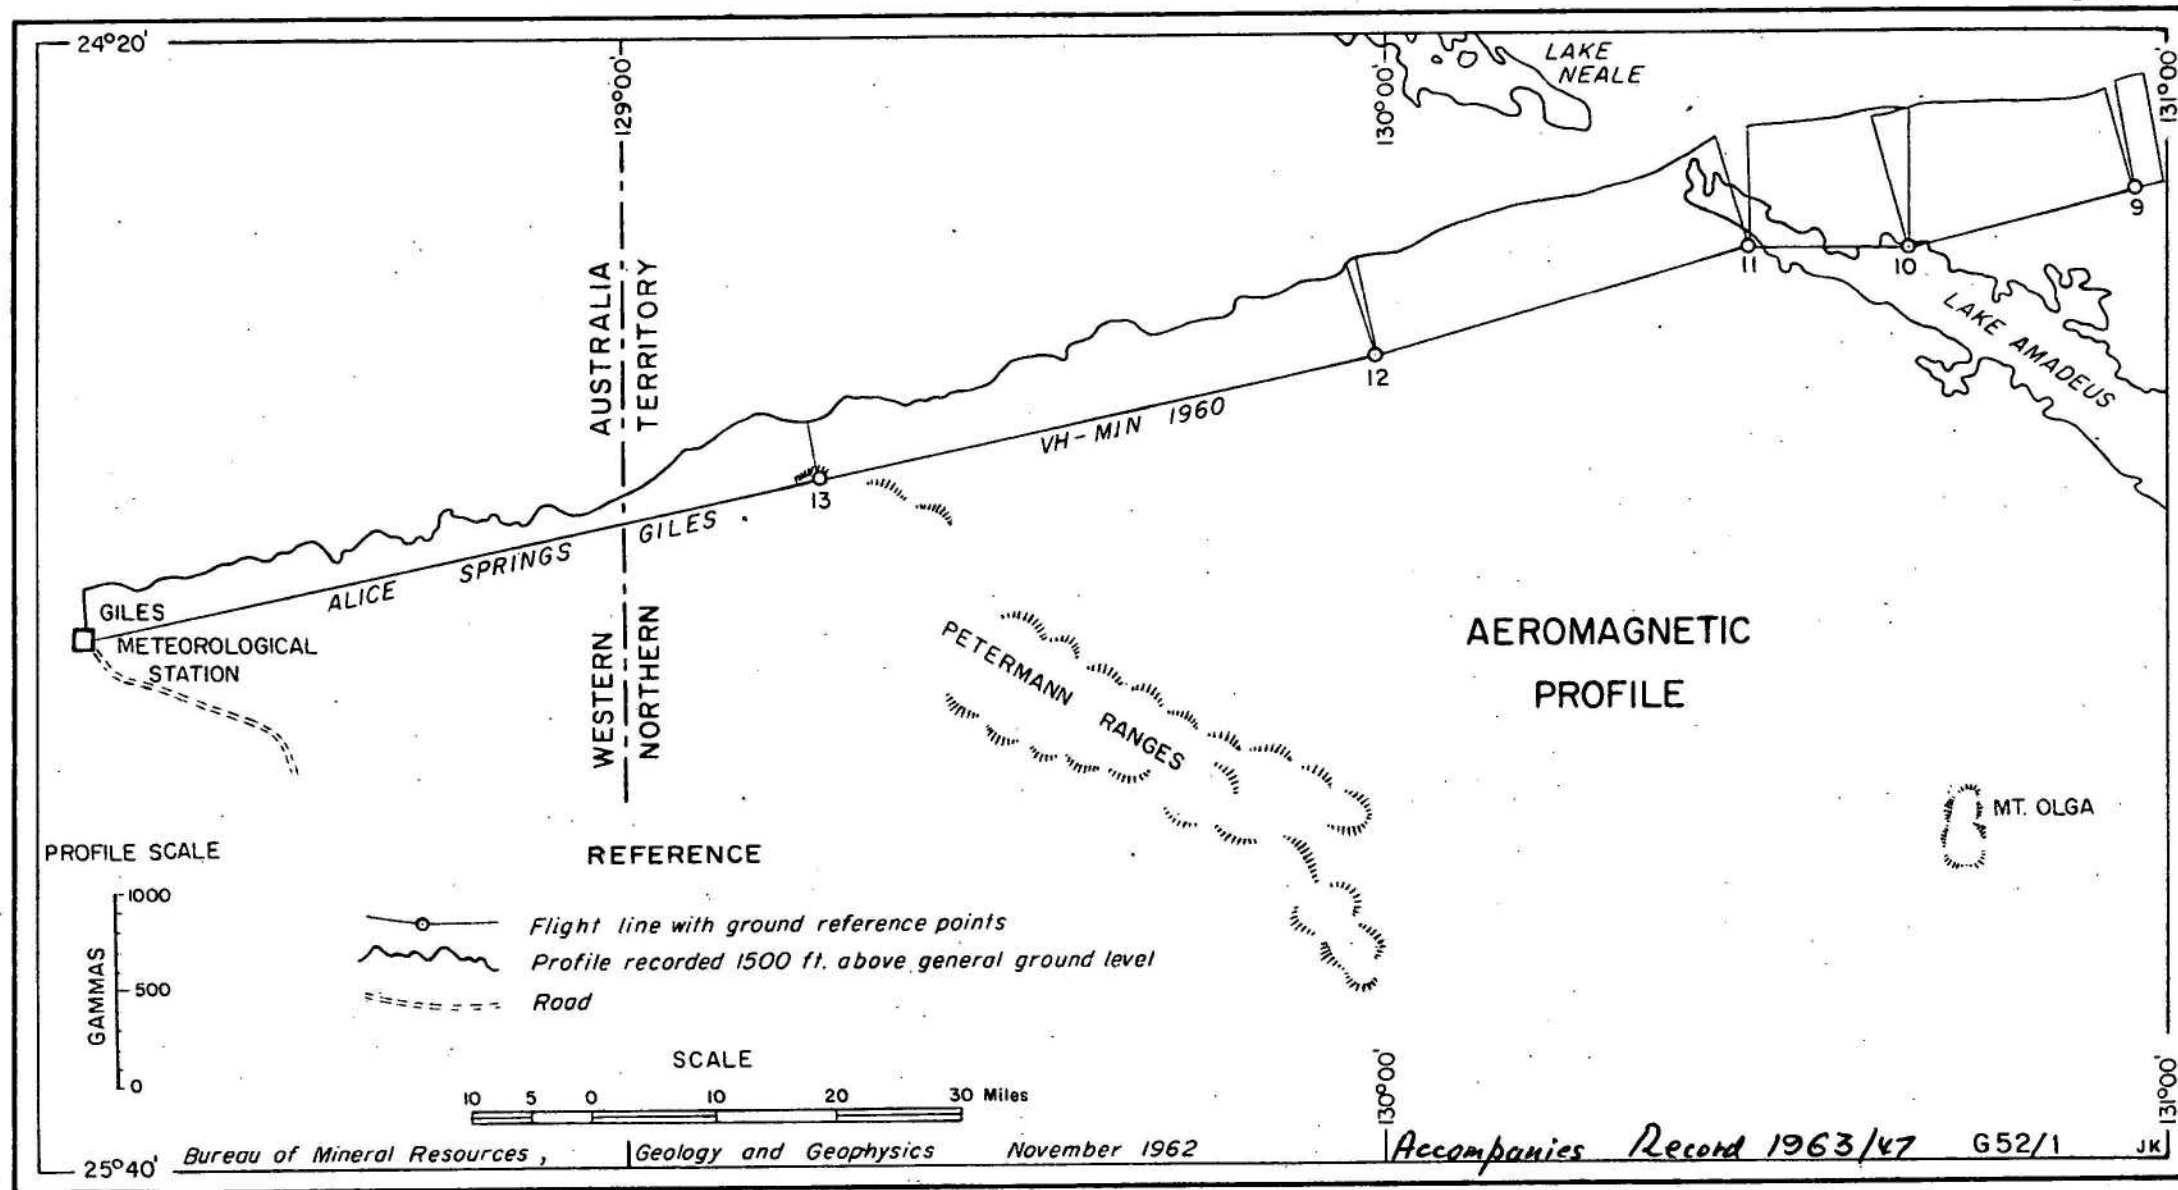 24°20'
129°00'
130°00'
131°00'
LAKE
NEALE
9
10
11
12
13
LAKE AMADEUS
AUSTRALIA
TERRITORY
VH-MIN 1960
ALICE SPRINGS GILES
GILES
METEOROLOGICAL
STATION
WESTERN
NORTHERN
PETERMANN RANGES
AEROMAGNETIC
PROFILE
MT. OLGA
PROFILE SCALE
1000
500
0
GAMMAS
REFERENCE
Flight line with ground reference points
Profile recorded 1500 ft. above general ground level
Road
SCALE
10 5 0 10 20 30 Miles
130°00'
131°00'
25°40'
Bureau of Mineral Resources, Geology and Geophysics November 1962
Accompanies Record 1963/47
G52/1
JK